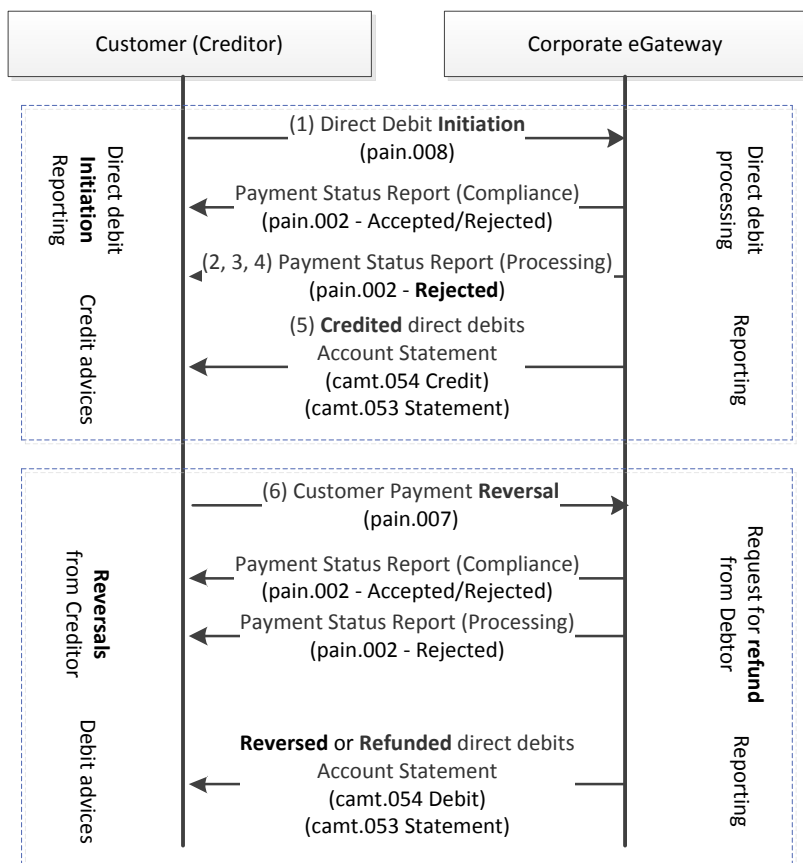 Customer (Creditor)
Corporate eGateway
(1) Direct Debit Initiation
(pain.008)
Direct debit
Initiation
Reporting
Direct debit
processing
Payment Status Report (Compliance)
(pain.002 - Accepted/Rejected)
(2, 3, 4) Payment Status Report (Processing)
(pain.002 - Rejected)
Credit advices
Reporting
(5) Credited direct debits
Account Statement
(camt.054 Credit)
(camt.053 Statement)
(6) Customer Payment Reversal
(pain.007)
Reversals
from Creditor
Request for refund
from Debtor
Payment Status Report (Compliance)
(pain.002 - Accepted/Rejected)
Payment Status Report (Processing)
(pain.002 - Rejected)
Debit advices
Reporting
Reversed or Refunded direct debits
Account Statement
(camt.054 Debit)
(camt.053 Statement)